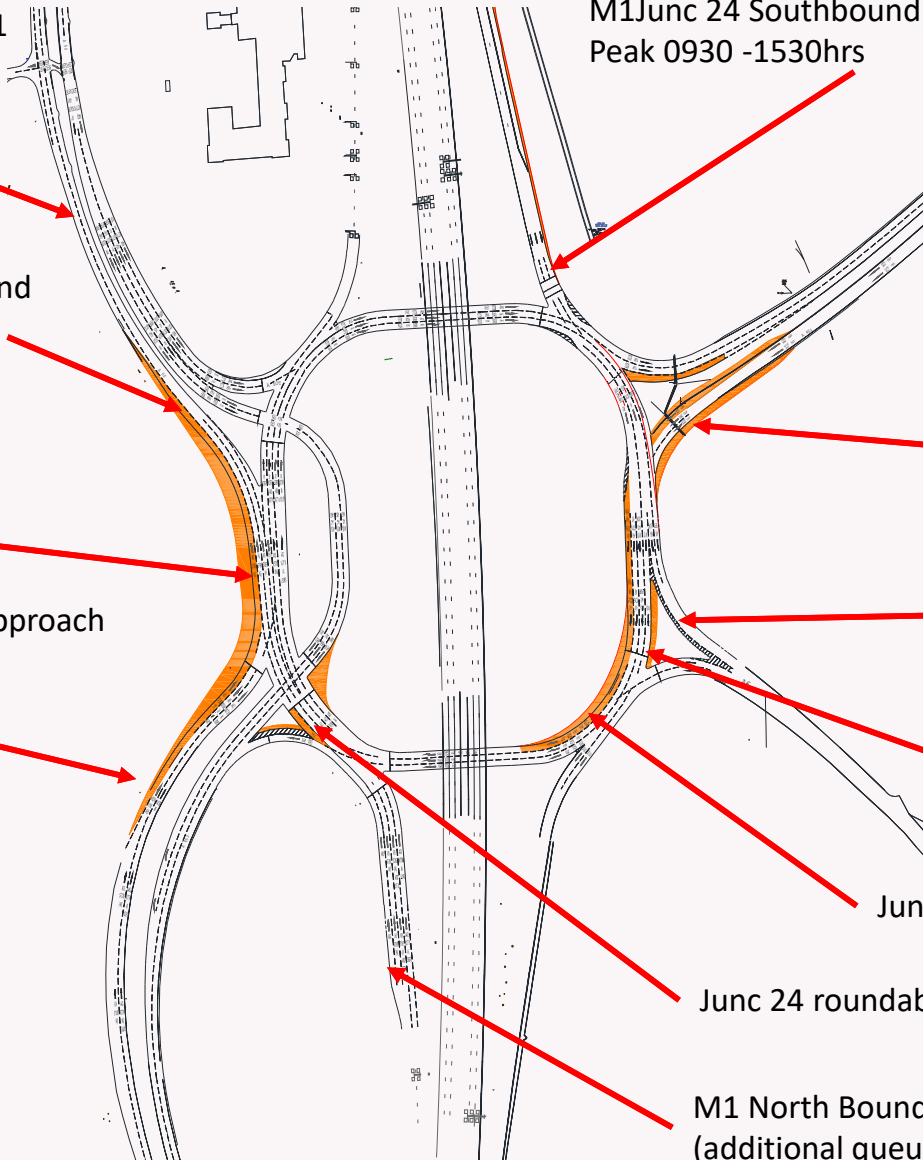 M1Junc 24 Southbound
Peak 0930 -1530hrs
nd
pproach
Jun
Junc 24 roundab
M1 North Bound
(additional queu